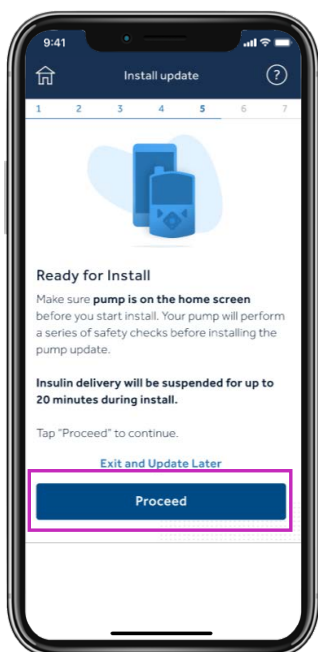 9:41
Install update
?
1 2 3 4 5 6 7
Ready for Install
Make sure pump is on the home screen
before you start install. Your pump will perform
a series of safety checks before installing the
pump update.
Insulin delivery will be suspended for up to
20 minutes during install.
Tap "Proceed" to continue.
Exit and Update Later
Proceed